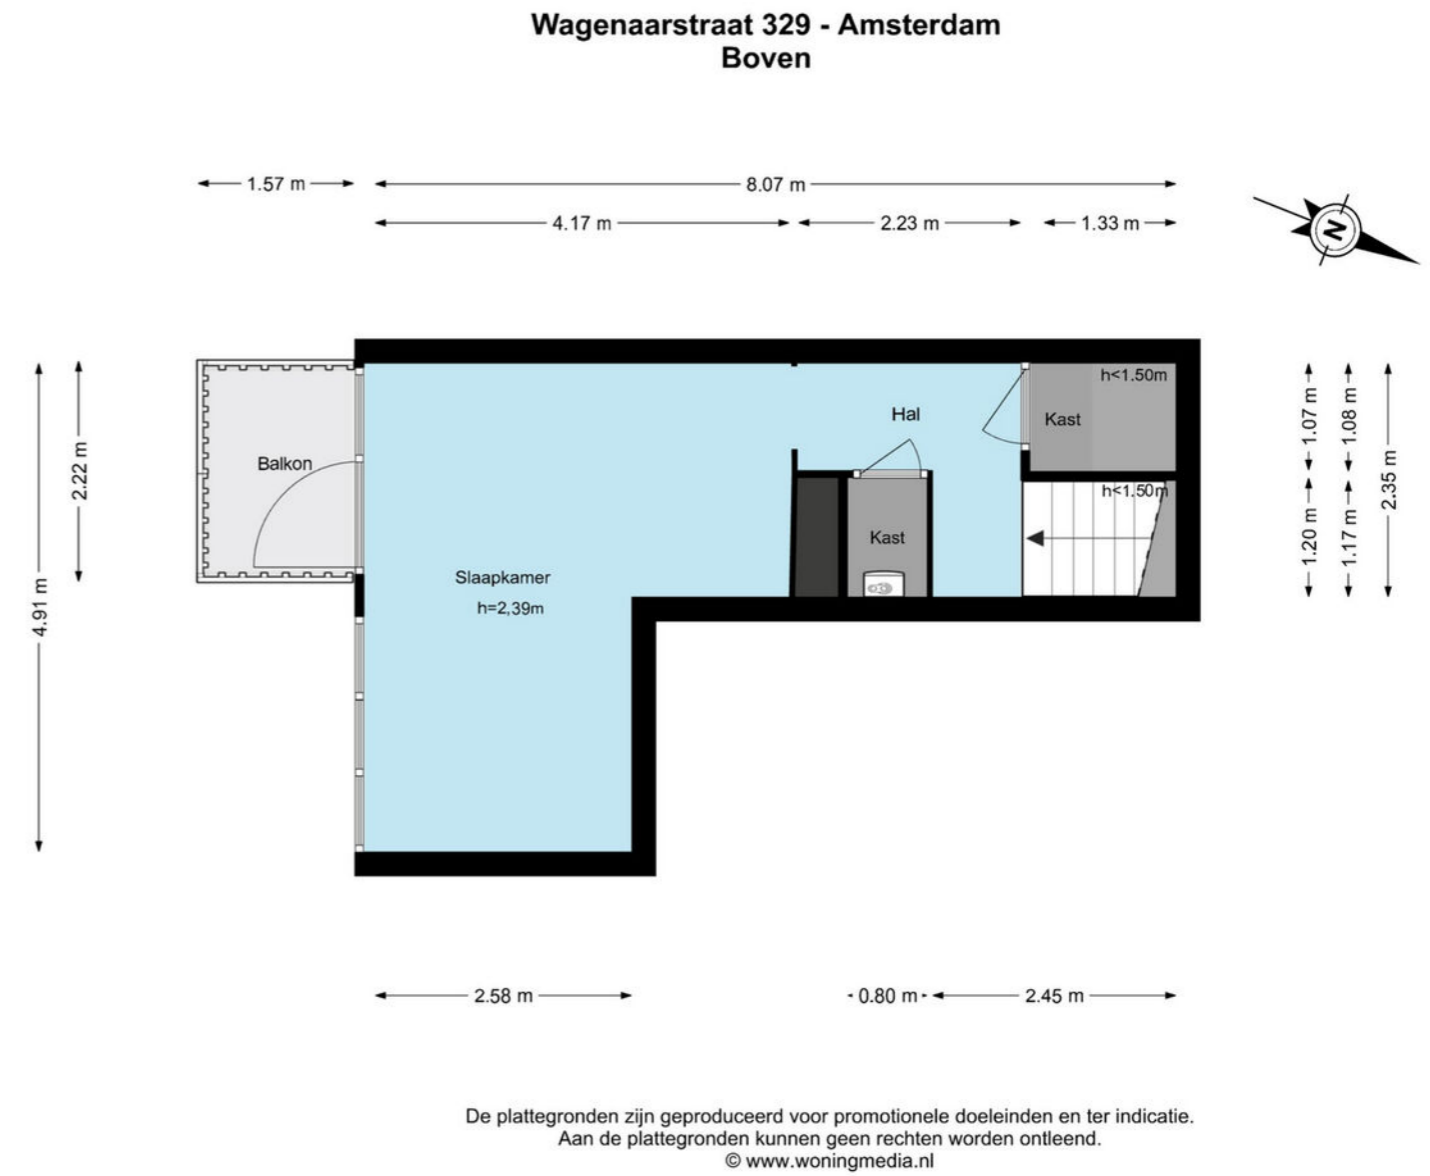 Wagenaarstraat 329 - Amsterdam
Boven
1.57 m
8.07 m
4.17 m
2.23 m
1.33 m
N
4.91 m
2.22 m
Balkon
Slaapkamer
h=2,39m
Hal
Kast
h<1.50m
Kast
h<1.50m
1.07 m
1.08 m
2.35 m
1.20 m
1.17 m
2.58 m
0.80 m
2.45 m
De plattegronden zijn geproduceerd voor promotionele doeleinden en ter indicatie.
Aan de plattegronden kunnen geen rechten worden ontleend.
© www.woningmedia.nl